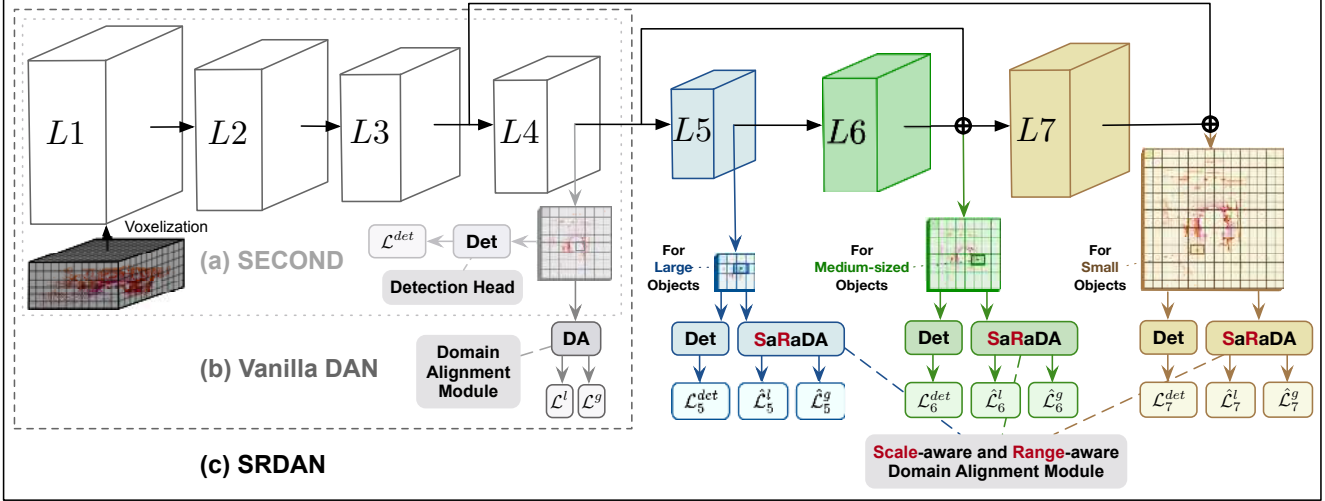 L1
L2
L3
L4
L5
L6
L7
Voxelization
(a) SECOND
ℒ^{det}
Det
Detection Head
(b) Vanilla DAN
Domain
Alignment
Module
DA
ℒ^l
ℒ^g
(c) SRDAN
For
Large
Objects
Det
SaRaDA
ℒ_5^{det}
ℒ̂_5^l
ℒ̂_5^g
For
Medium-sized
Objects
Det
SaRaDA
ℒ_6^{det}
ℒ̂_6^l
ℒ̂_6^g
For
Small
Objects
Det
SaRaDA
ℒ_7^{det}
ℒ̂_7^l
ℒ̂_7^g
Scale-aware and Range-aware
Domain Alignment Module